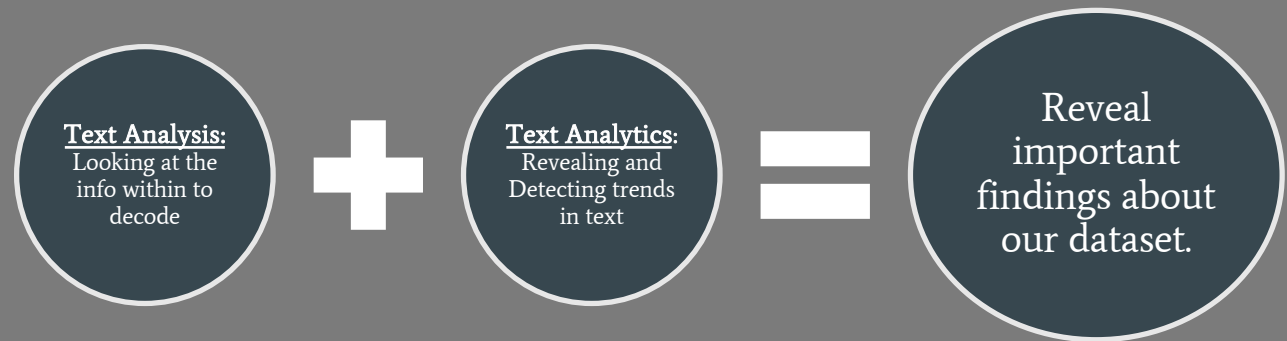 Text Analysis:
Looking at the
info within to
decode
Text Analytics:
Revealing and
Detecting trends
in text
Reveal
important
findings about
our dataset.